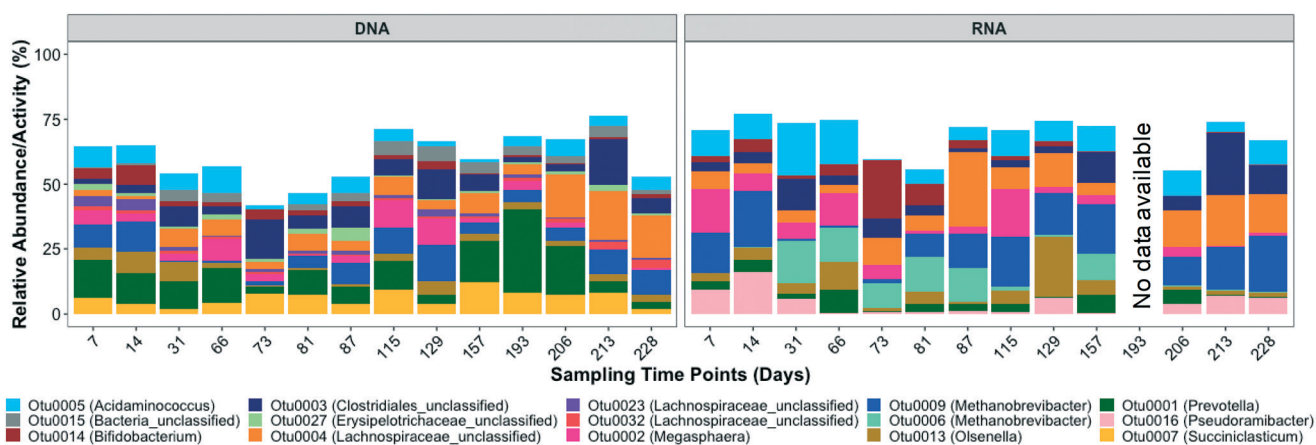 DNA
RNA
Relative Abundance/Activity (%)
100
75
50
25
0
No data available
7 14 31 66 73 81 87 115 129 157 193 206 213 228
7 14 31 66 73 81 87 115 129 157 193 206 213 228
Sampling Time Points (Days)
Otu0005 (Acidaminococcus) Otu0003 (Clostridiales_unclassified) Otu0023 (Lachnospiraceae_unclassified) Otu0009 (Methanobrevibacter) Otu0001 (Prevotella)
Otu0015 (Bacteria_unclassified) Otu0027 (Erysipelotrichaceae_unclassified) Otu0032 (Lachnospiraceae_unclassified) Otu0006 (Methanobrevibacter) Otu0016 (Pseudoramibacter)
Otu0014 (Bifidobacterium) Otu0004 (Lachnospiraceae_unclassified) Otu0002 (Megasphaera) Otu0013 (Olsenella) Otu0007 (Succiniclasticum)